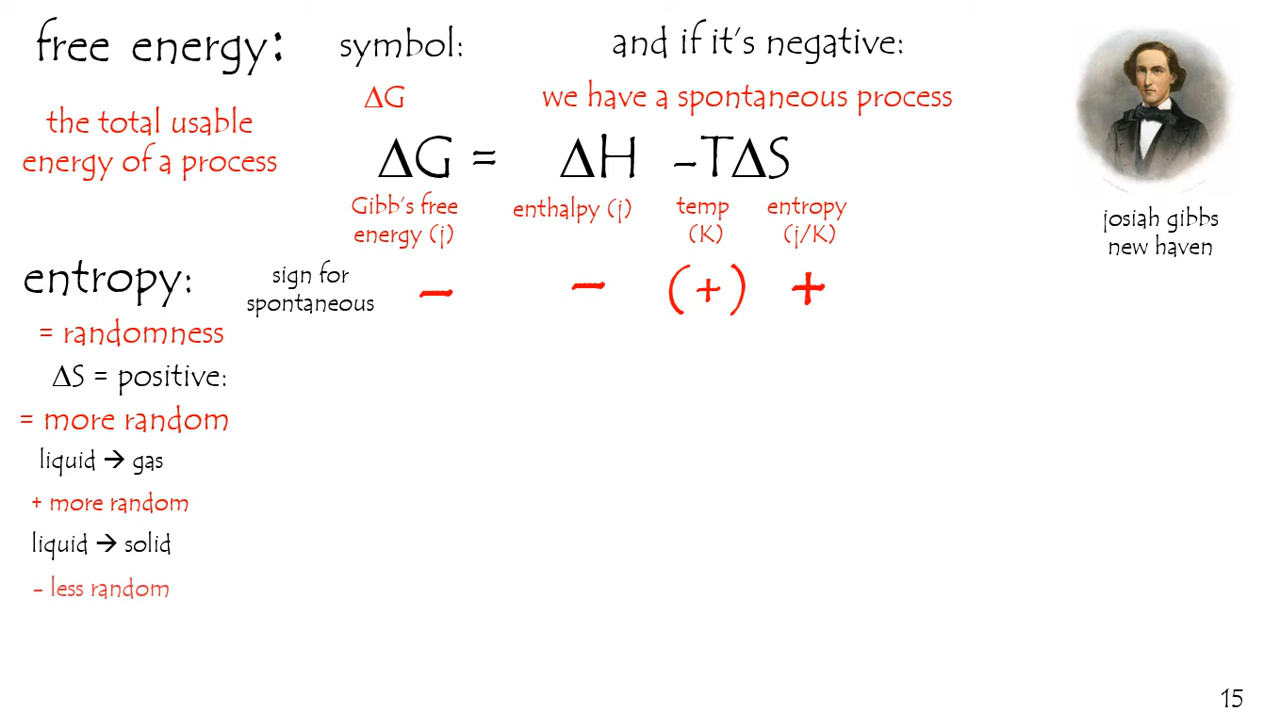 free energy:
symbol:
and if it's negative:
the total usable
energy of a process
ΔG
we have a spontaneous process
ΔG = ΔH -TΔS
Gibb's free
energy (j)
enthalpy (j)
temp
(K)
entropy
(j/K)
josiah gibbs
new haven
entropy:
sign for
spontaneous
- - (+) +
= randomness
ΔS = positive:
= more random
liquid → gas
+ more random
liquid → solid
- less random
15